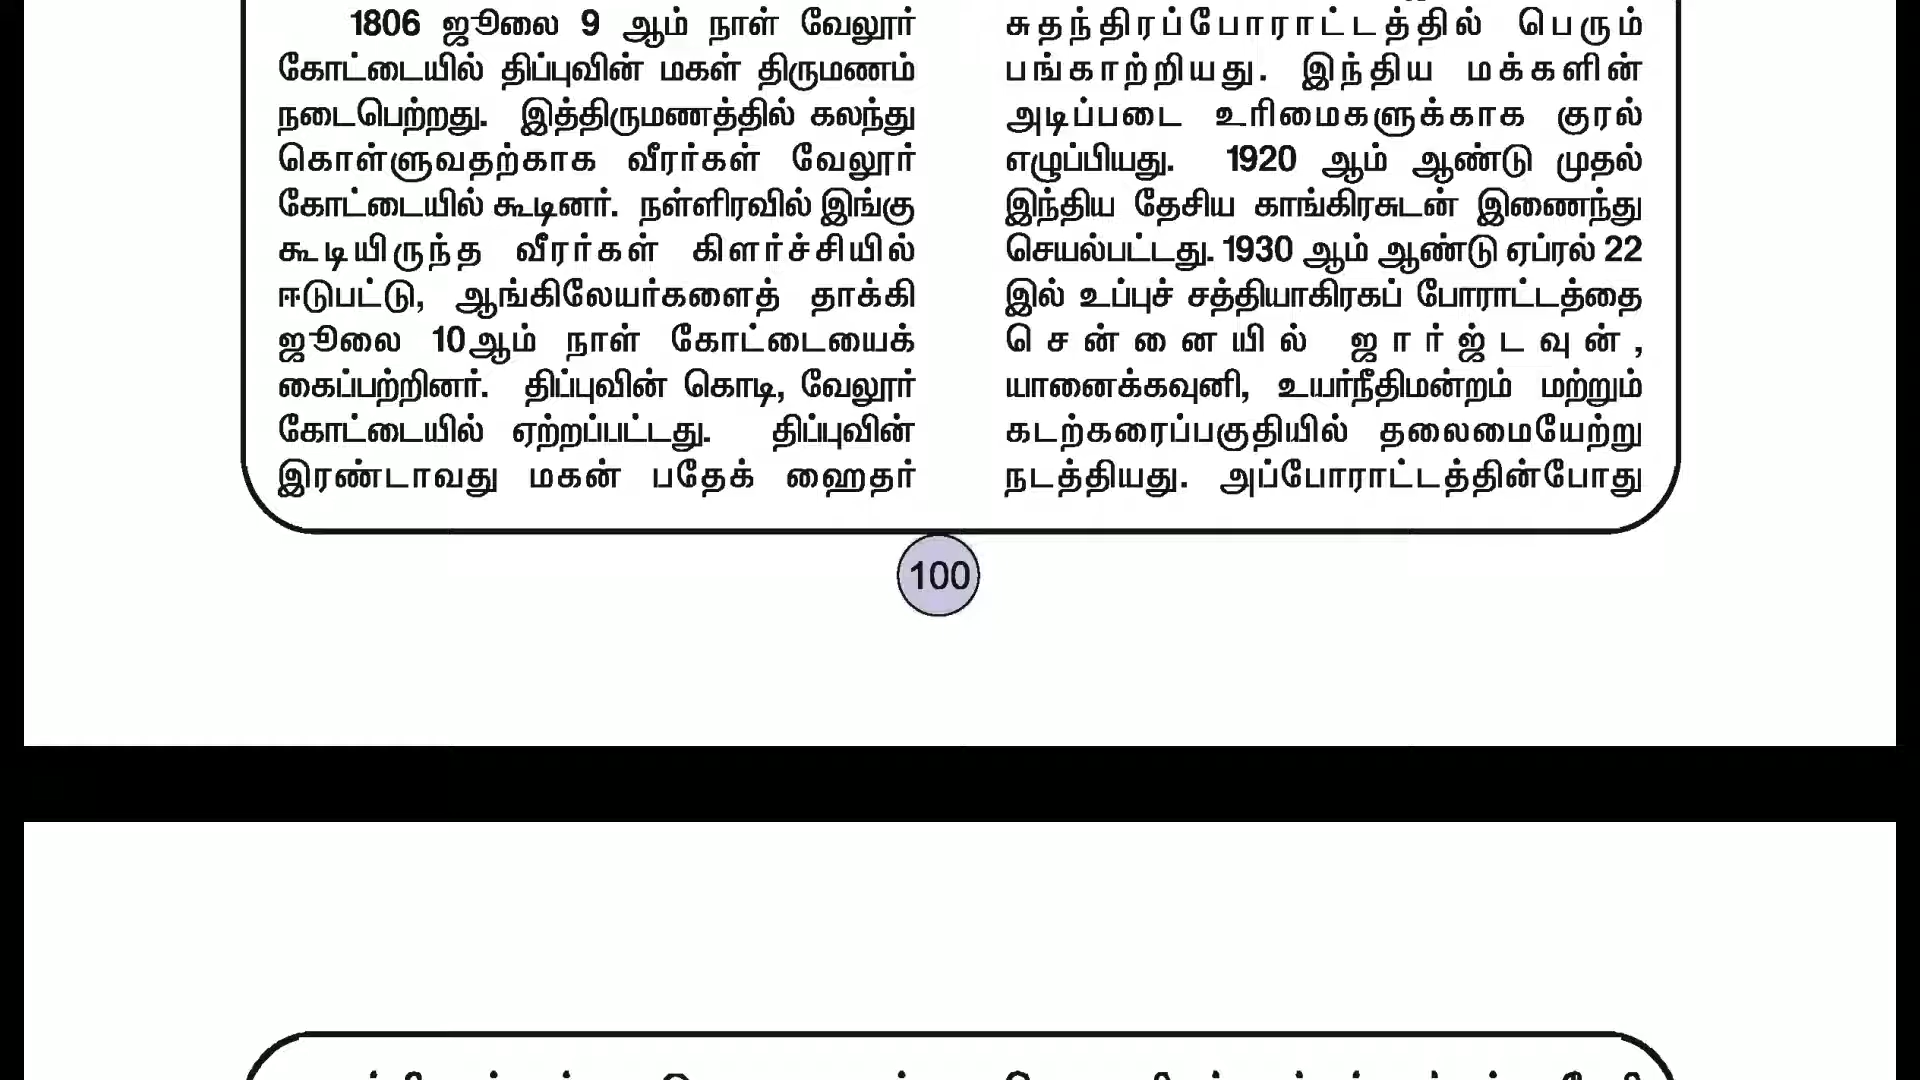 1806 ஜூலை 9 ஆம் நாள் வேலூர்
கோட்டையில் திப்புவின் மகள் திருமணம்
நடைபெற்றது. இத்திருமணத்தில் கலந்து
கொள்ளுவதற்காக வீரர்கள் வேலூர்
கோட்டையில் கூடினர். நள்ளிரவில் இங்கு
கூடியிருந்த வீரர்கள் கிளர்ச்சியில்
ஈடுபட்டு, ஆங்கிலேயர்களைத் தாக்கி
ஜூலை 10ஆம் நாள் கோட்டையைக்
கைப்பற்றினர். திப்புவின் கொடி, வேலூர்
கோட்டையில் ஏற்றப்பட்டது. திப்புவின்
இரண்டாவது மகன் பதேக் ஹைதர்
சுதந்திரப்போராட்டத்தில் பெரும்
பங்காற்றியது. இந்திய மக்களின்
அடிப்படை உரிமைகளுக்காக குரல்
எழுப்பியது. 1920 ஆம் ஆண்டு முதல்
இந்திய தேசிய காங்கிரசுடன் இணைந்து
செயல்பட்டது. 1930 ஆம் ஆண்டு ஏப்ரல் 22
இல் உப்புச் சத்தியாகிரகப் போராட்டத்தை
சென்னையில் ஜார்ஜ்டவுன்,
யானைக்கவுனி, உயர்நீதிமன்றம் மற்றும்
கடற்கரைப்பகுதியில் தலைமையேற்று
நடத்தியது. அப்போராட்டத்தின்போது
100